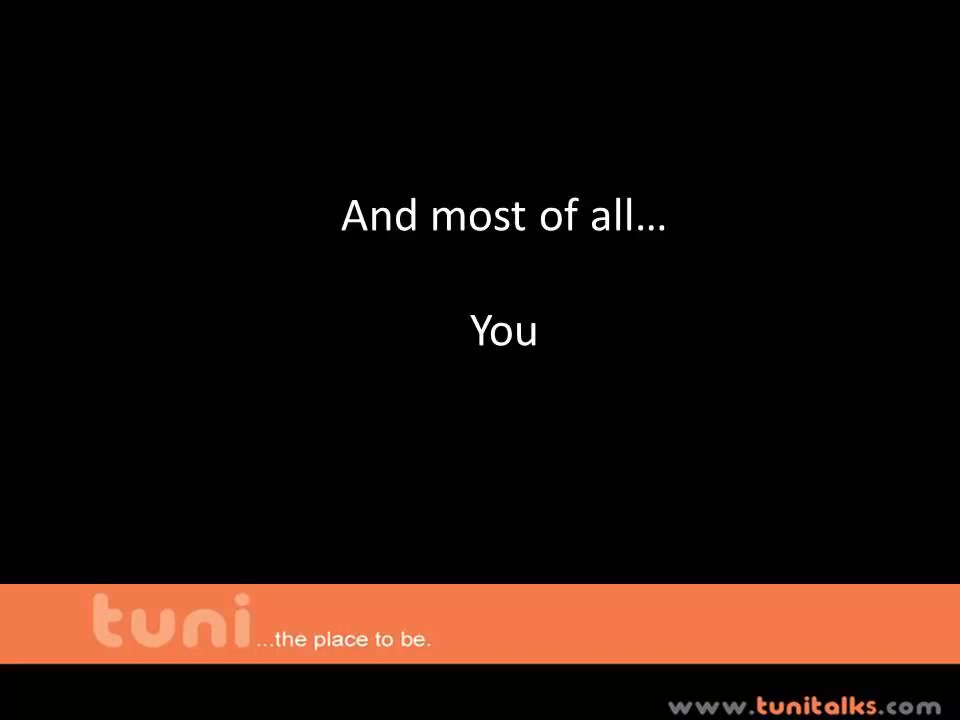 And most of all…
You
tuni ...the place to be.
www.tunitalks.com